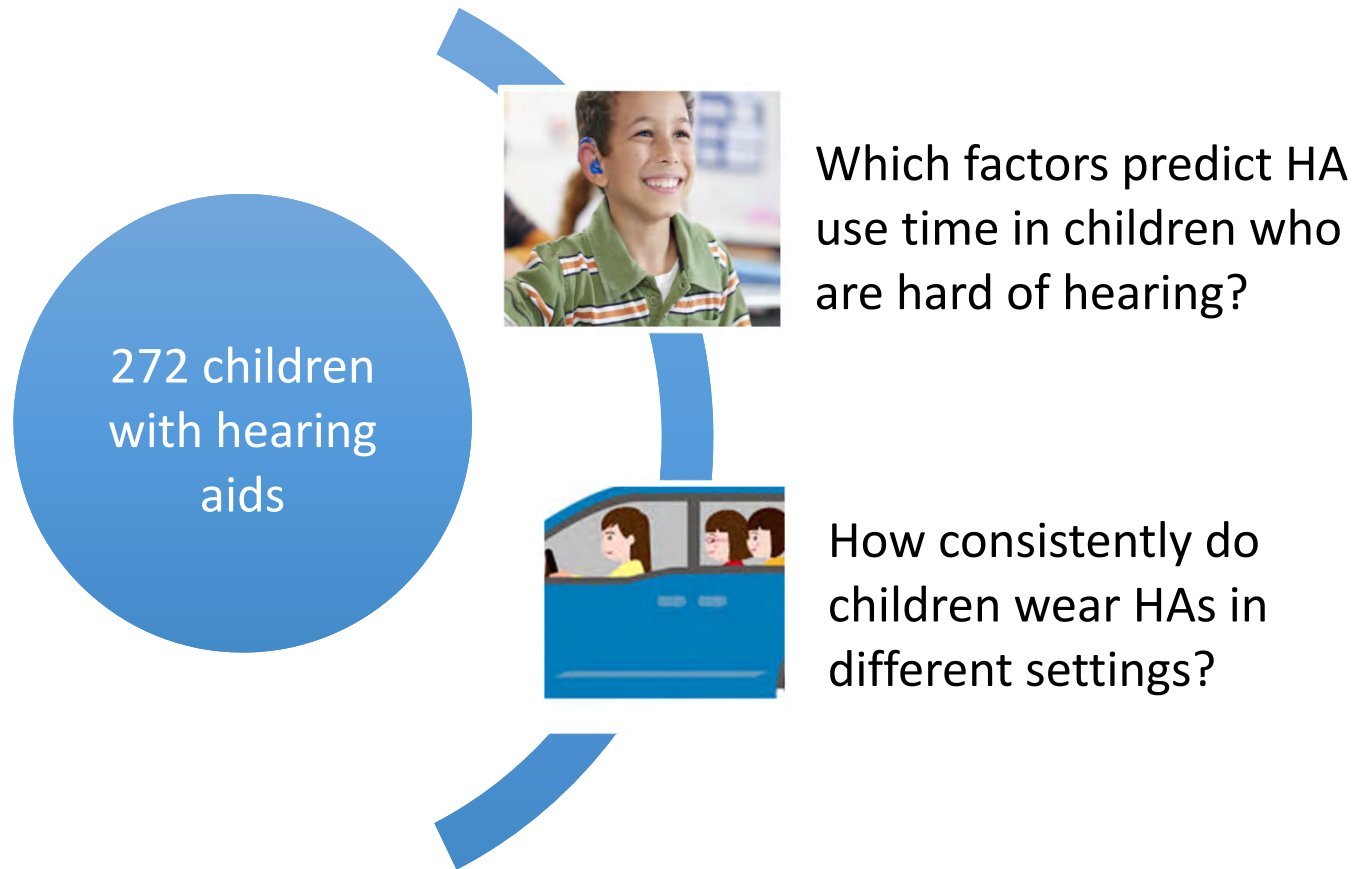 272 children
with hearing
aids
Which factors predict HA
use time in children who
are hard of hearing?
How consistently do
children wear HAs in
different settings?